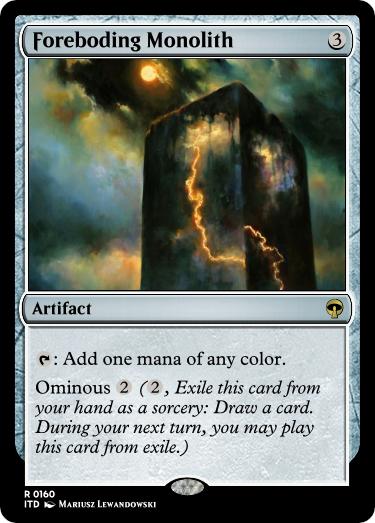 Foreboding Monolith 3
Artifact
: Add one mana of any color.
Ominous 2 (2, Exile this card from
your hand as a sorcery: Draw a card.
During your next turn, you may play
this card from exile.)
R 0160
ITD Mariusz Lewandowski